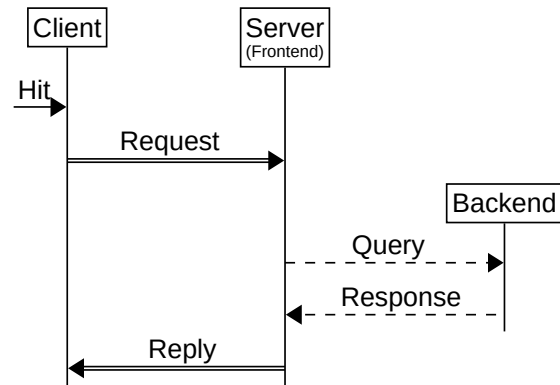 Client
Server
(Frontend)
Hit
Request
Backend
Query
Response
Reply